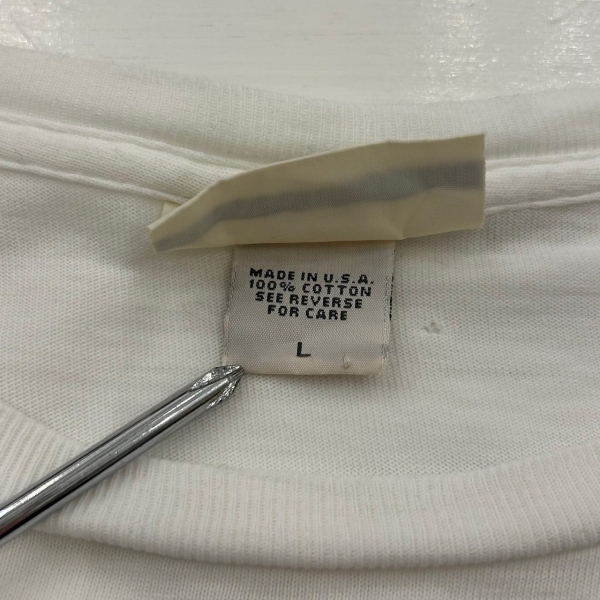 MADE IN U.S.A.
100% COTTON
SEE REVERSE
FOR CARE
L